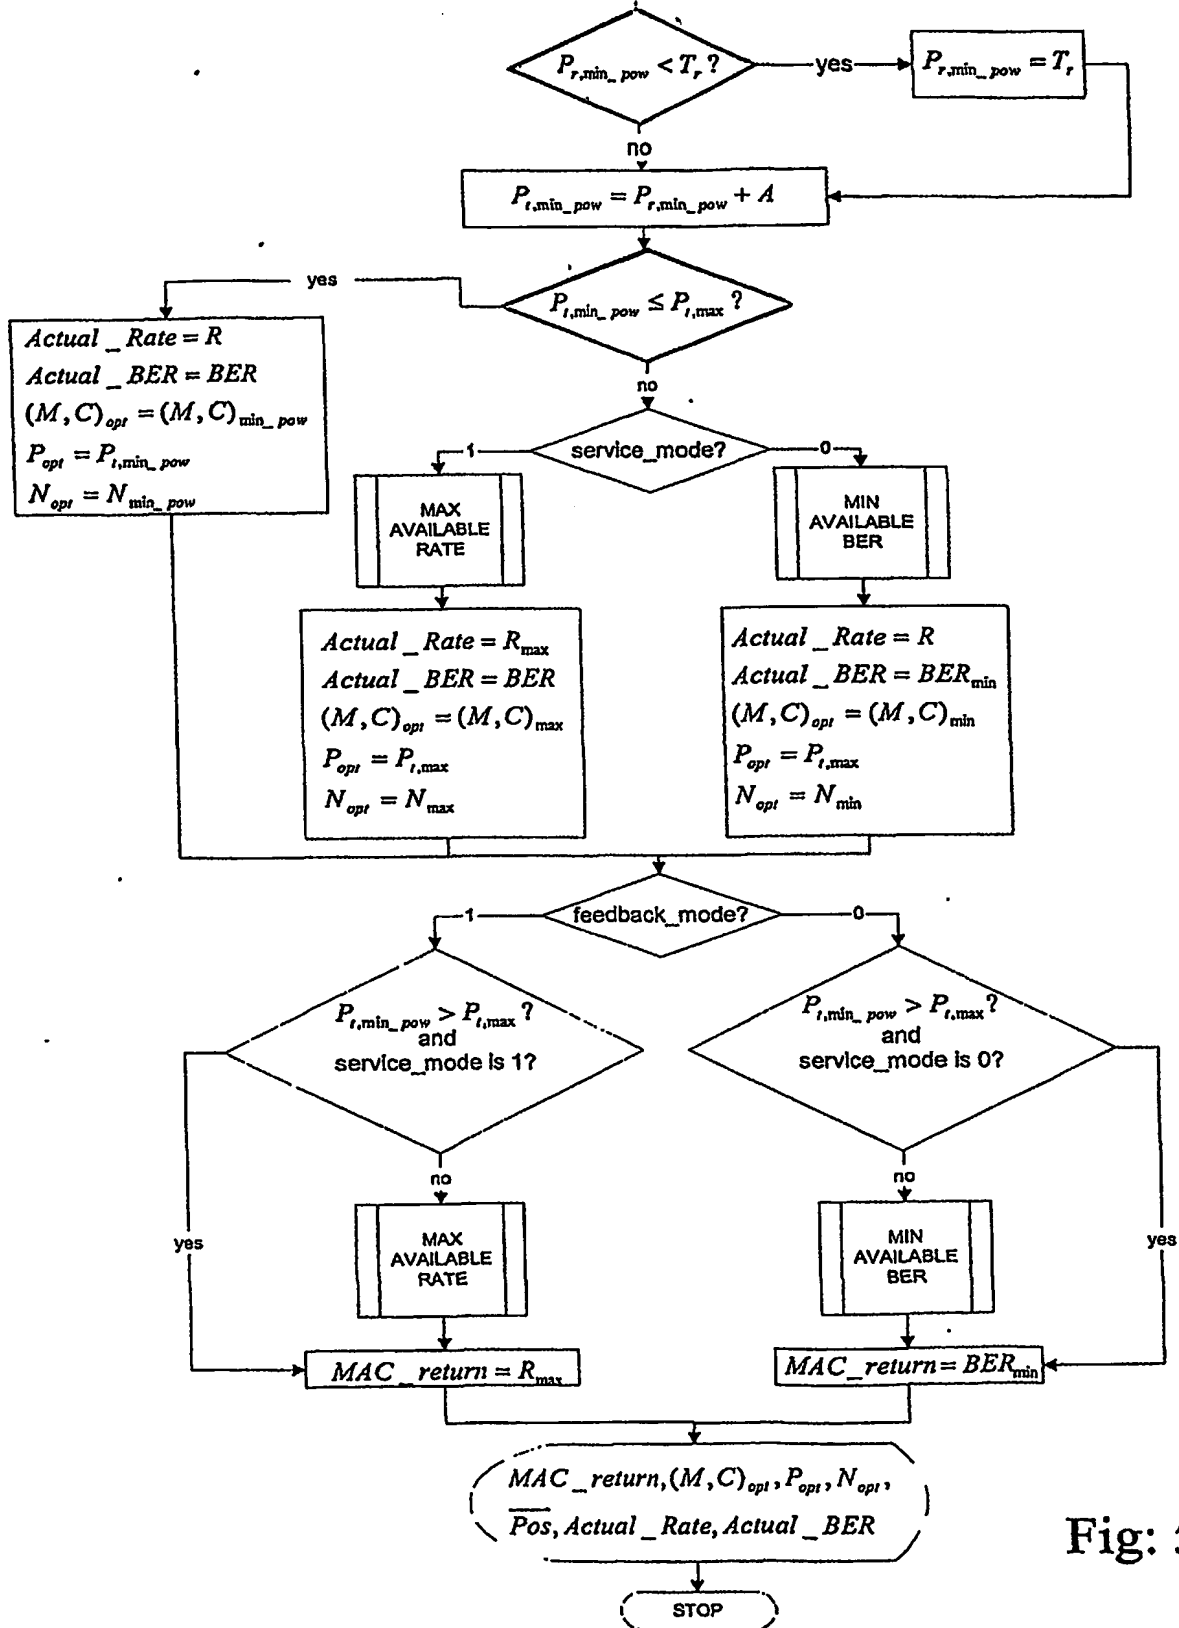 P_{r,min_pow} < T_r ?
yes
P_{r,min_pow} = T_r
no
P_{t,min_pow} = P_{r,min_pow} + A
yes
P_{t,min_pow} ≤ P_{t,max} ?
Actual_Rate = R
Actual_BER = BER
(M,C)_{opt} = (M,C)_{min_pow}
P_{opt} = P_{t,min_pow}
N_{opt} = N_{min_pow}
no
1
service_mode?
0
MAX
AVAILABLE
RATE
MIN
AVAILABLE
BER
Actual_Rate = R_{max}
Actual_BER = BER
(M,C)_{opt} = (M,C)_{max}
P_{opt} = P_{t,max}
N_{opt} = N_{max}
Actual_Rate = R
Actual_BER = BER_{min}
(M,C)_{opt} = (M,C)_{min}
P_{opt} = P_{t,max}
N_{opt} = N_{min}
1
feedback_mode?
0
P_{t,min_pow} > P_{t,max} ?
and
service_mode is 1?
P_{t,min_pow} > P_{t,max} ?
and
service_mode is 0?
no
no
yes
MAX
AVAILABLE
RATE
MIN
AVAILABLE
BER
yes
MAC_return = R_{max}
MAC_return = BER_{min}
MAC_return, (M,C)_{opt}, P_{opt}, N_{opt},
\overline{Pos}, Actual_Rate, Actual_BER
Fig:
STOP